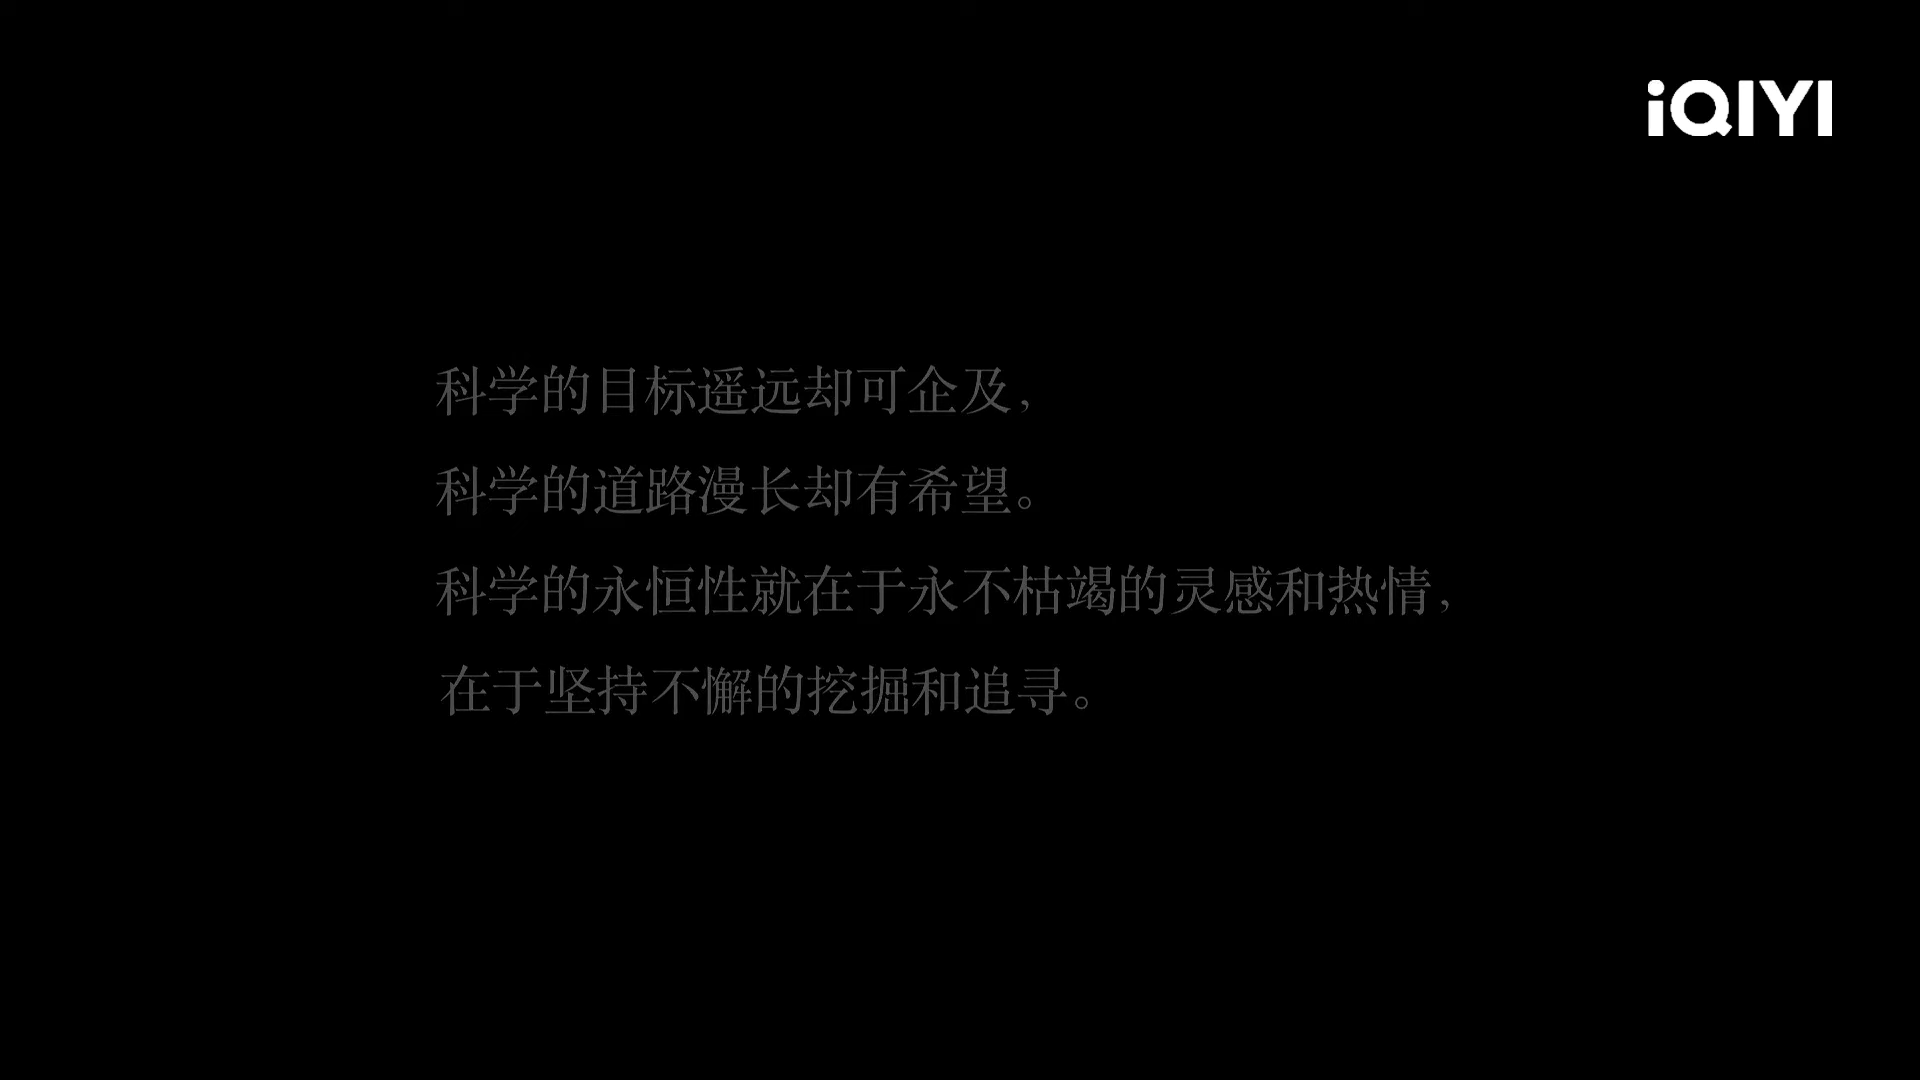 iQIYI
科学的目标遥远却可企及，
科学的道路漫长却有希望。
科学的永恒性就在于永不枯竭的灵感和热情，
在于坚持不懈的挖掘和追寻。